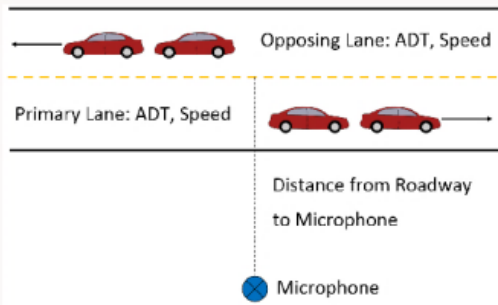 Opposing Lane: ADT, Speed
Primary Lane: ADT, Speed
Distance from Roadway
to Microphone
Microphone